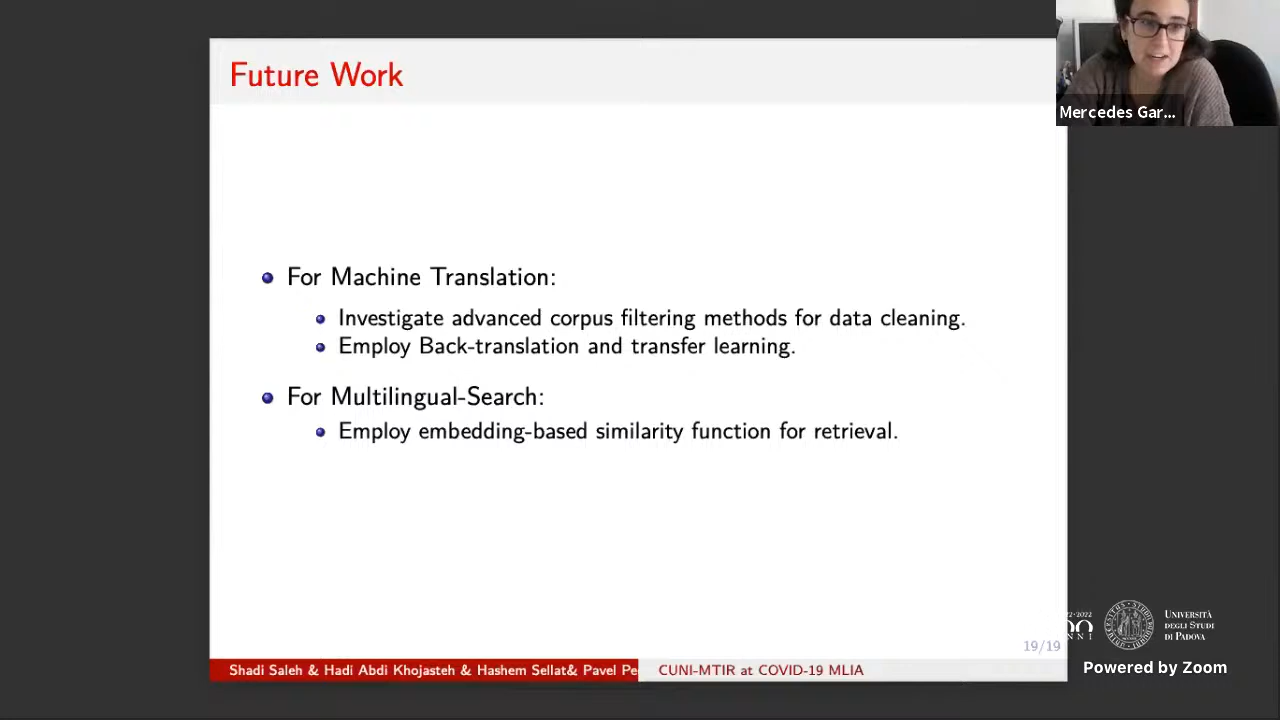 Future Work
Mercedes Gar...
For Machine Translation:
Investigate advanced corpus filtering methods for data cleaning.
Employ Back-translation and transfer learning.
For Multilingual-Search:
Employ embedding-based similarity function for retrieval.
UNIVERSITÀ
DEGLI STUDI
DI PADOVA
19/19
Shadi Saleh & Hadi Abdi Khojasteh & Hashem Sellat& Pavel Pe
CUNI-MTIR at COVID-19 MLIA
Powered by Zoom